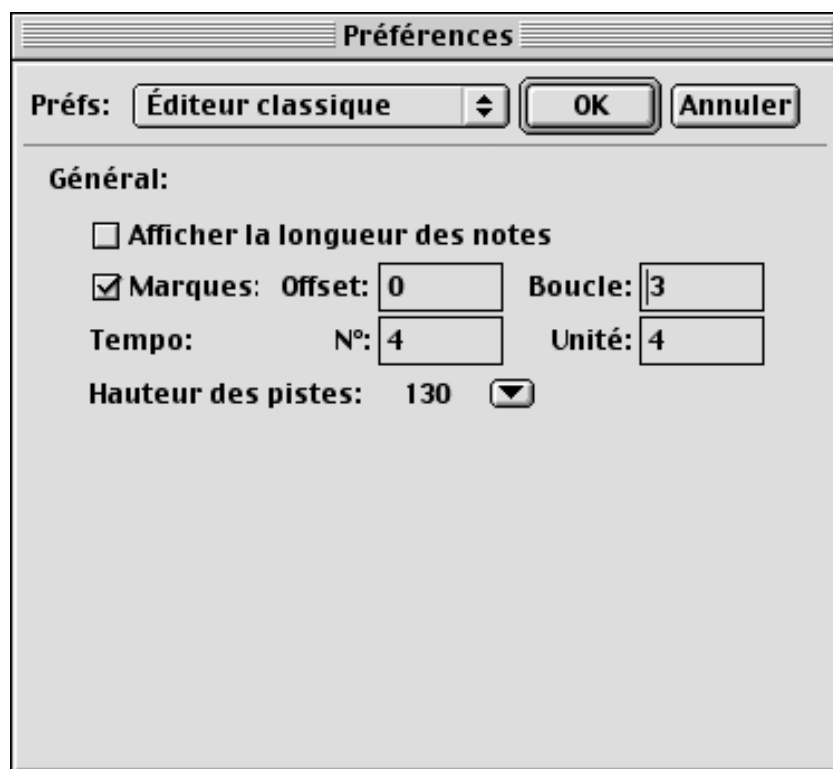 Préférences
Préfs: Éditeur classique OK Annuler
Général:
Afficher la longueur des notes
Marques: Offset: 0 Boucle: 3
Tempo: N°: 4 Unité: 4
Hauteur des pistes: 130